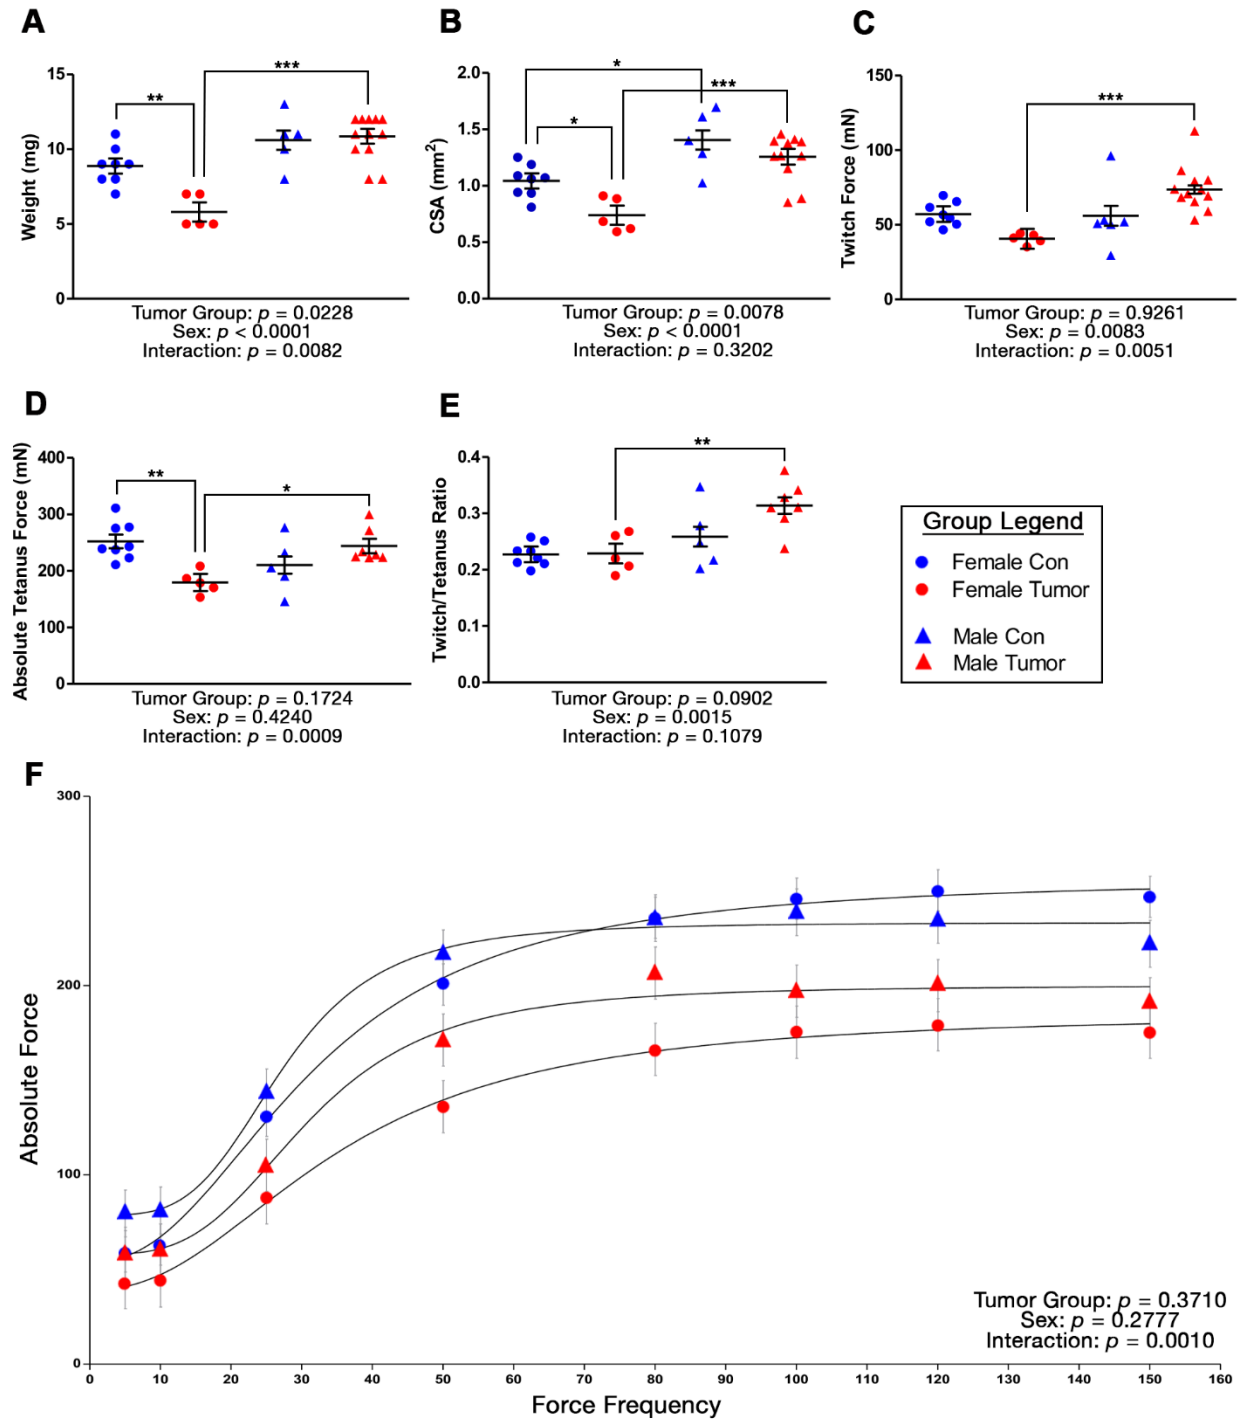 A
B
C
Weight (mg)
15
10
5
0
**
***
Tumor Group: p = 0.0228
Sex: p < 0.0001
Interaction: p = 0.0082
CSA (mm²)
2.0
1.5
1.0
0.5
0.0
*
***
*
Tumor Group: p = 0.0078
Sex: p < 0.0001
Interaction: p = 0.3202
Twitch Force (mN)
150
100
50
0
***
Tumor Group: p = 0.9261
Sex: p = 0.0083
Interaction: p = 0.0051
D
E
Absolute Tetanus Force (mN)
400
300
200
100
0
**
*
Tumor Group: p = 0.1724
Sex: p = 0.4240
Interaction: p = 0.0009
Twitch/Tetanus Ratio
0.4
0.3
0.2
0.1
0.0
**
Tumor Group: p = 0.0902
Sex: p = 0.0015
Interaction: p = 0.1079
Group Legend
Female Con
Female Tumor
Male Con
Male Tumor
F
Absolute Force
300
200
100
0
0 10 20 30 40 50 60 70 80 90 100 110 120 130 140 150 160
Force Frequency
Tumor Group: p = 0.3710
Sex: p = 0.2777
Interaction: p = 0.0010